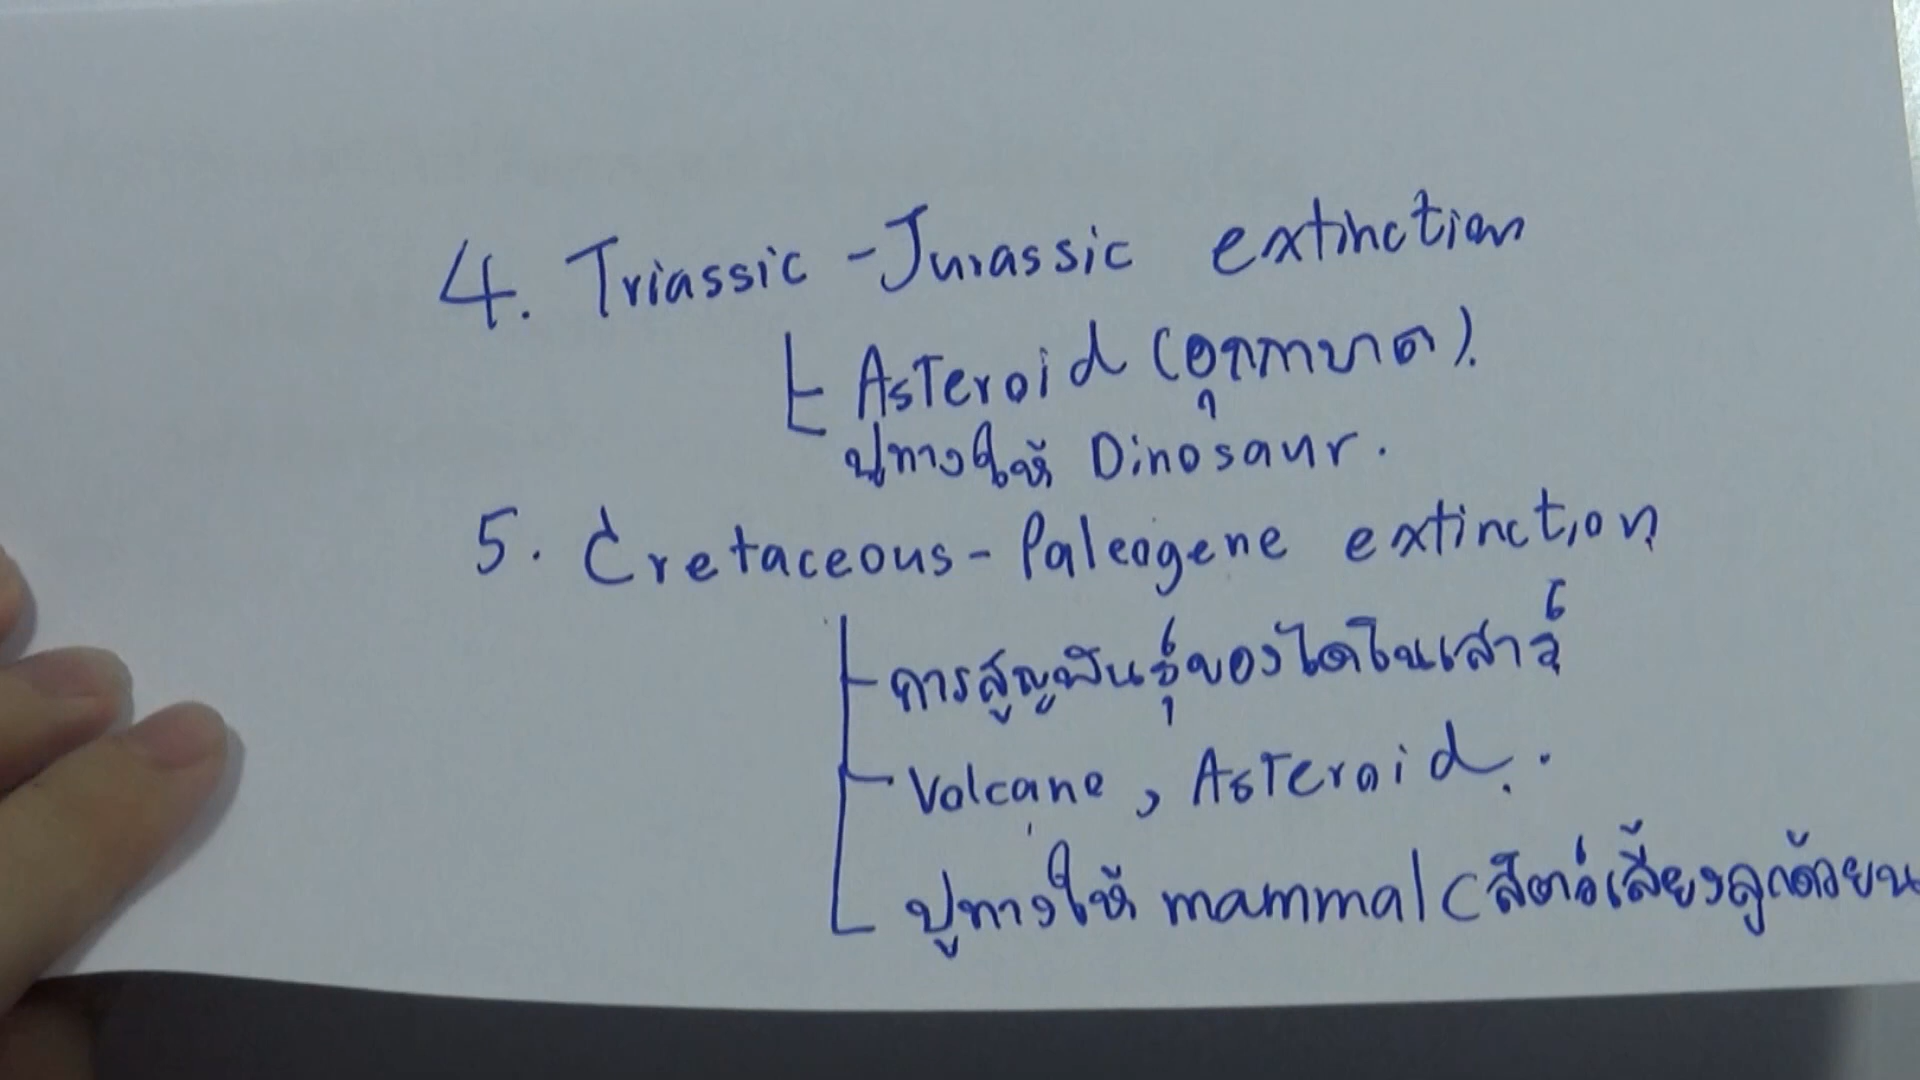 4. Triassic - Jurassic extinction
Asteroid (อุกกาบาต).
ปูทางให้ Dinosaur.
5. Cretaceous - Paleogene extinction
การสูญพันธุ์ของไดโนเสาร์
Volcano, Asteroid.
ปูทางให้ mammal (สัตว์เลี้ยงลูกด้วยน